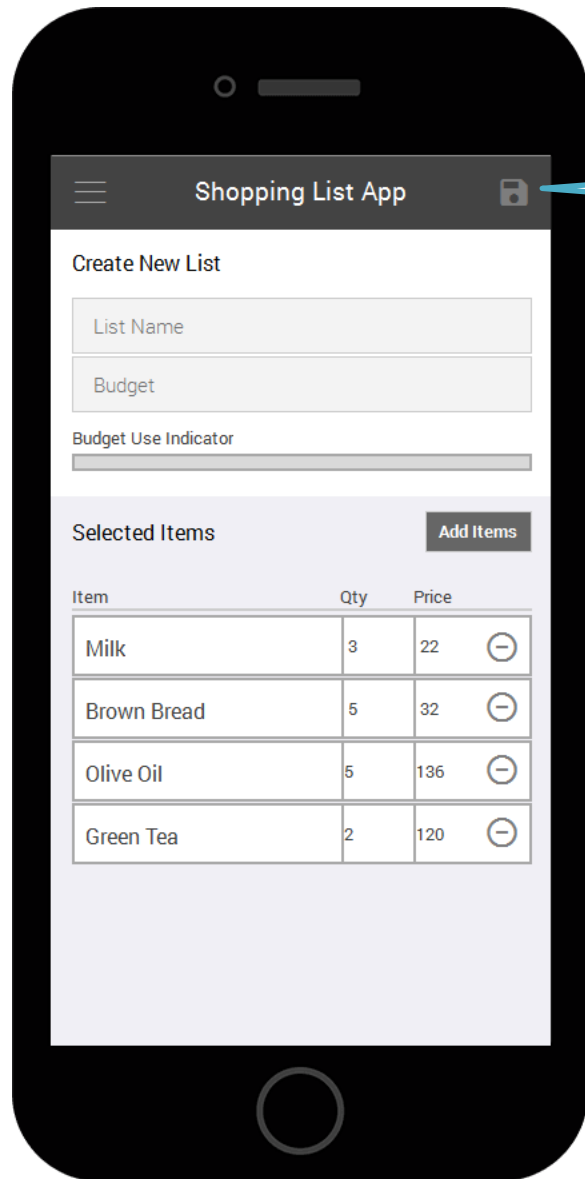 Shopping List App
Create New List
List Name
Budget
Budget Use Indicator
Selected Items Add Items
Item Qty Price
Milk 3 22
Brown Bread 5 32
Olive Oil 5 136
Green Tea 2 120